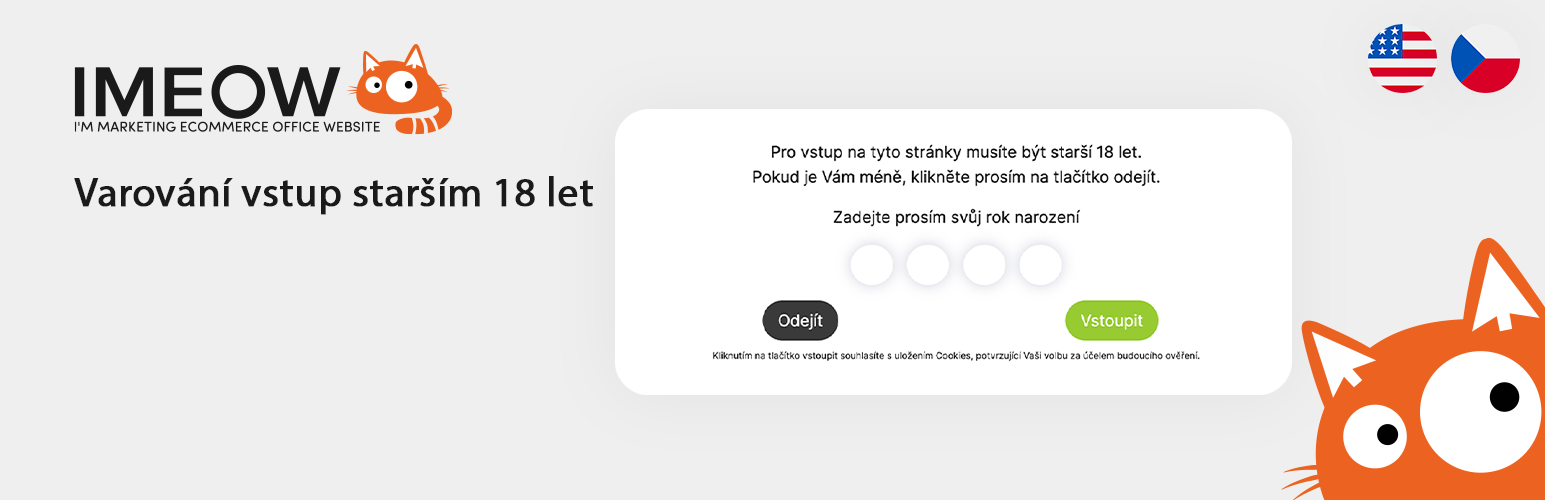 IMEOW
I'M MARKETING ECOMMERCE OFFICE WEBSITE
Varování vstup starším 18 let
Pro vstup na tyto stránky musíte být starší 18 let.
Pokud je Vám méně, klikněte prosím na tlačítko odejít.
Zadejte prosím svůj rok narození
Odejít
Vstoupit
Kliknutím na tlačítko vstoupit souhlasíte s uložením Cookies, potvrzující Vaši volbu za účelem budoucího ověření.